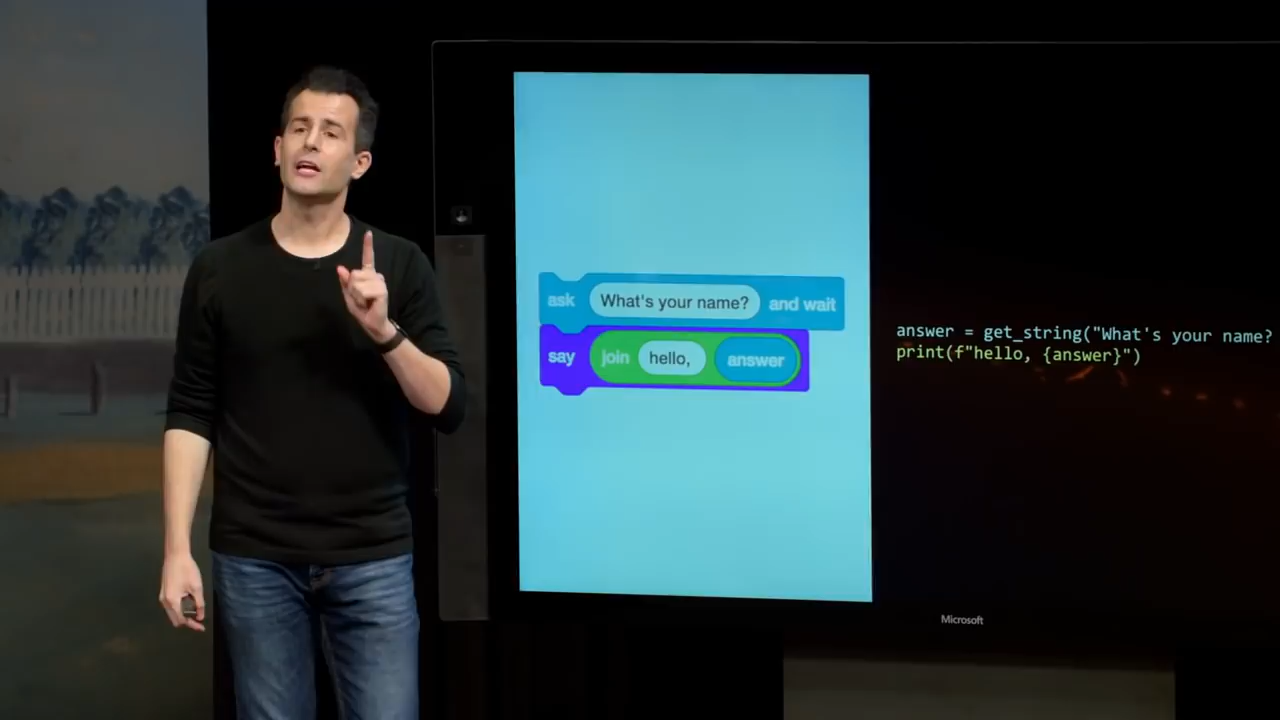 ask What's your name? and wait
say join hello, answer
answer = get_string("What's your name?
print(f"hello, {answer}")
Microsoft